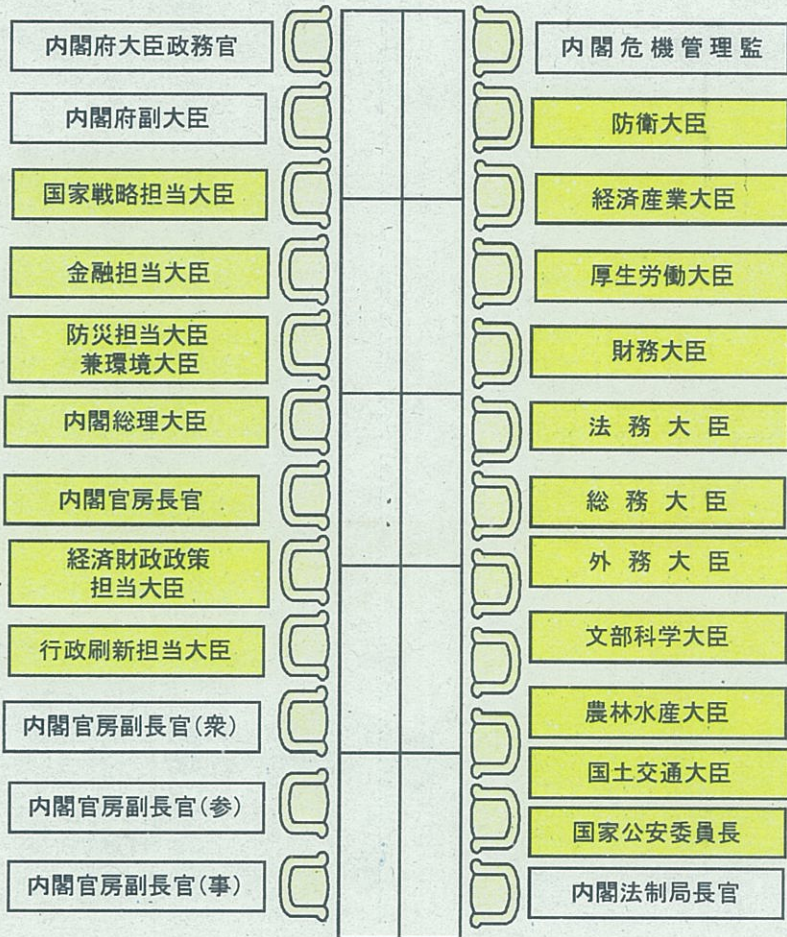 内閣府大臣政務官
内閣府副大臣
国家戦略担当大臣
金融担当大臣
防災担当大臣
兼環境大臣
内閣総理大臣
内閣官房長官
経済財政政策
担当大臣
行政刷新担当大臣
内閣官房副長官(衆)
内閣官房副長官(参)
内閣官房副長官(事)
内閣危機管理監
防衛大臣
経済産業大臣
厚生労働大臣
財務大臣
法務大臣
総務大臣
外務大臣
文部科学大臣
農林水産大臣
国土交通大臣
国家公安委員長
内閣法制局長官